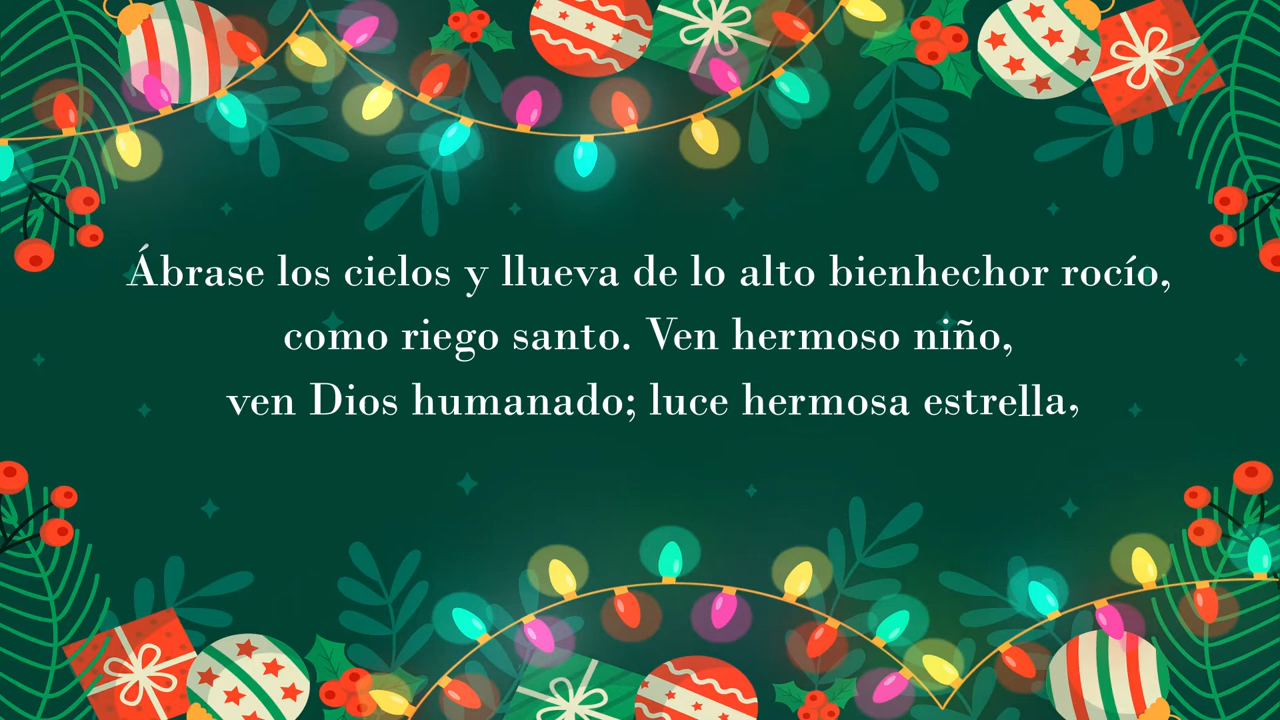 Ábrase los cielos y llueva de lo alto bienhechor rocío,
como riego santo. Ven hermoso niño,
ven Dios humanado; luce hermosa estrella,